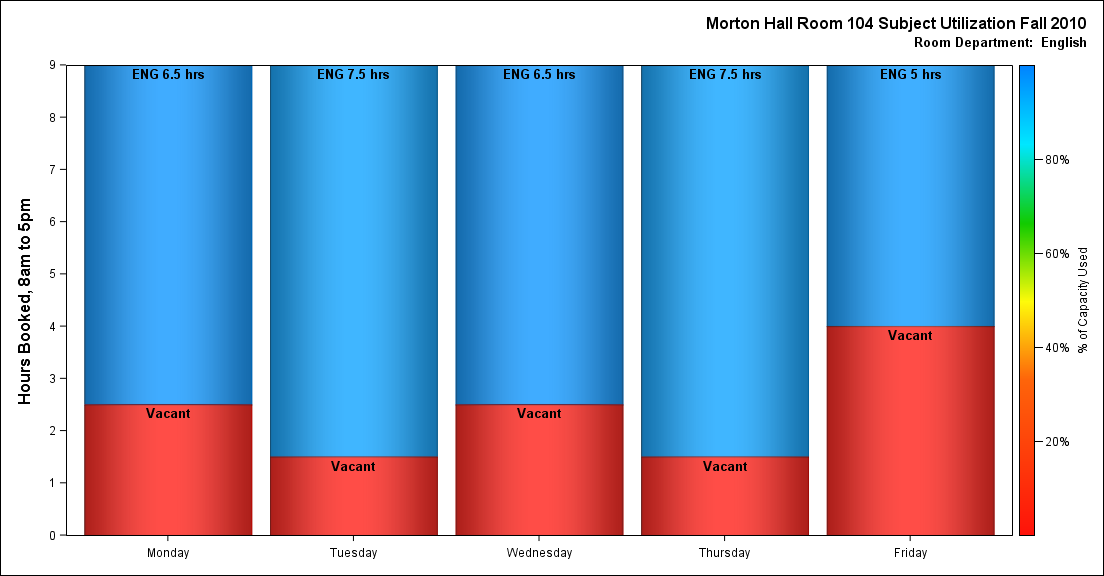 Morton Hall Room 104 Subject Utilization Fall 2010
Room Department:  English
Hours Booked, 8am to 5pm
9
8
7
6
5
4
3
2
1
0
ENG 6.5 hrs
ENG 7.5 hrs
ENG 6.5 hrs
ENG 7.5 hrs
ENG 5 hrs
Vacant
Vacant
Vacant
Vacant
Vacant
Monday
Tuesday
Wednesday
Thursday
Friday
80%
60%
40%
20%
% of Capacity Used